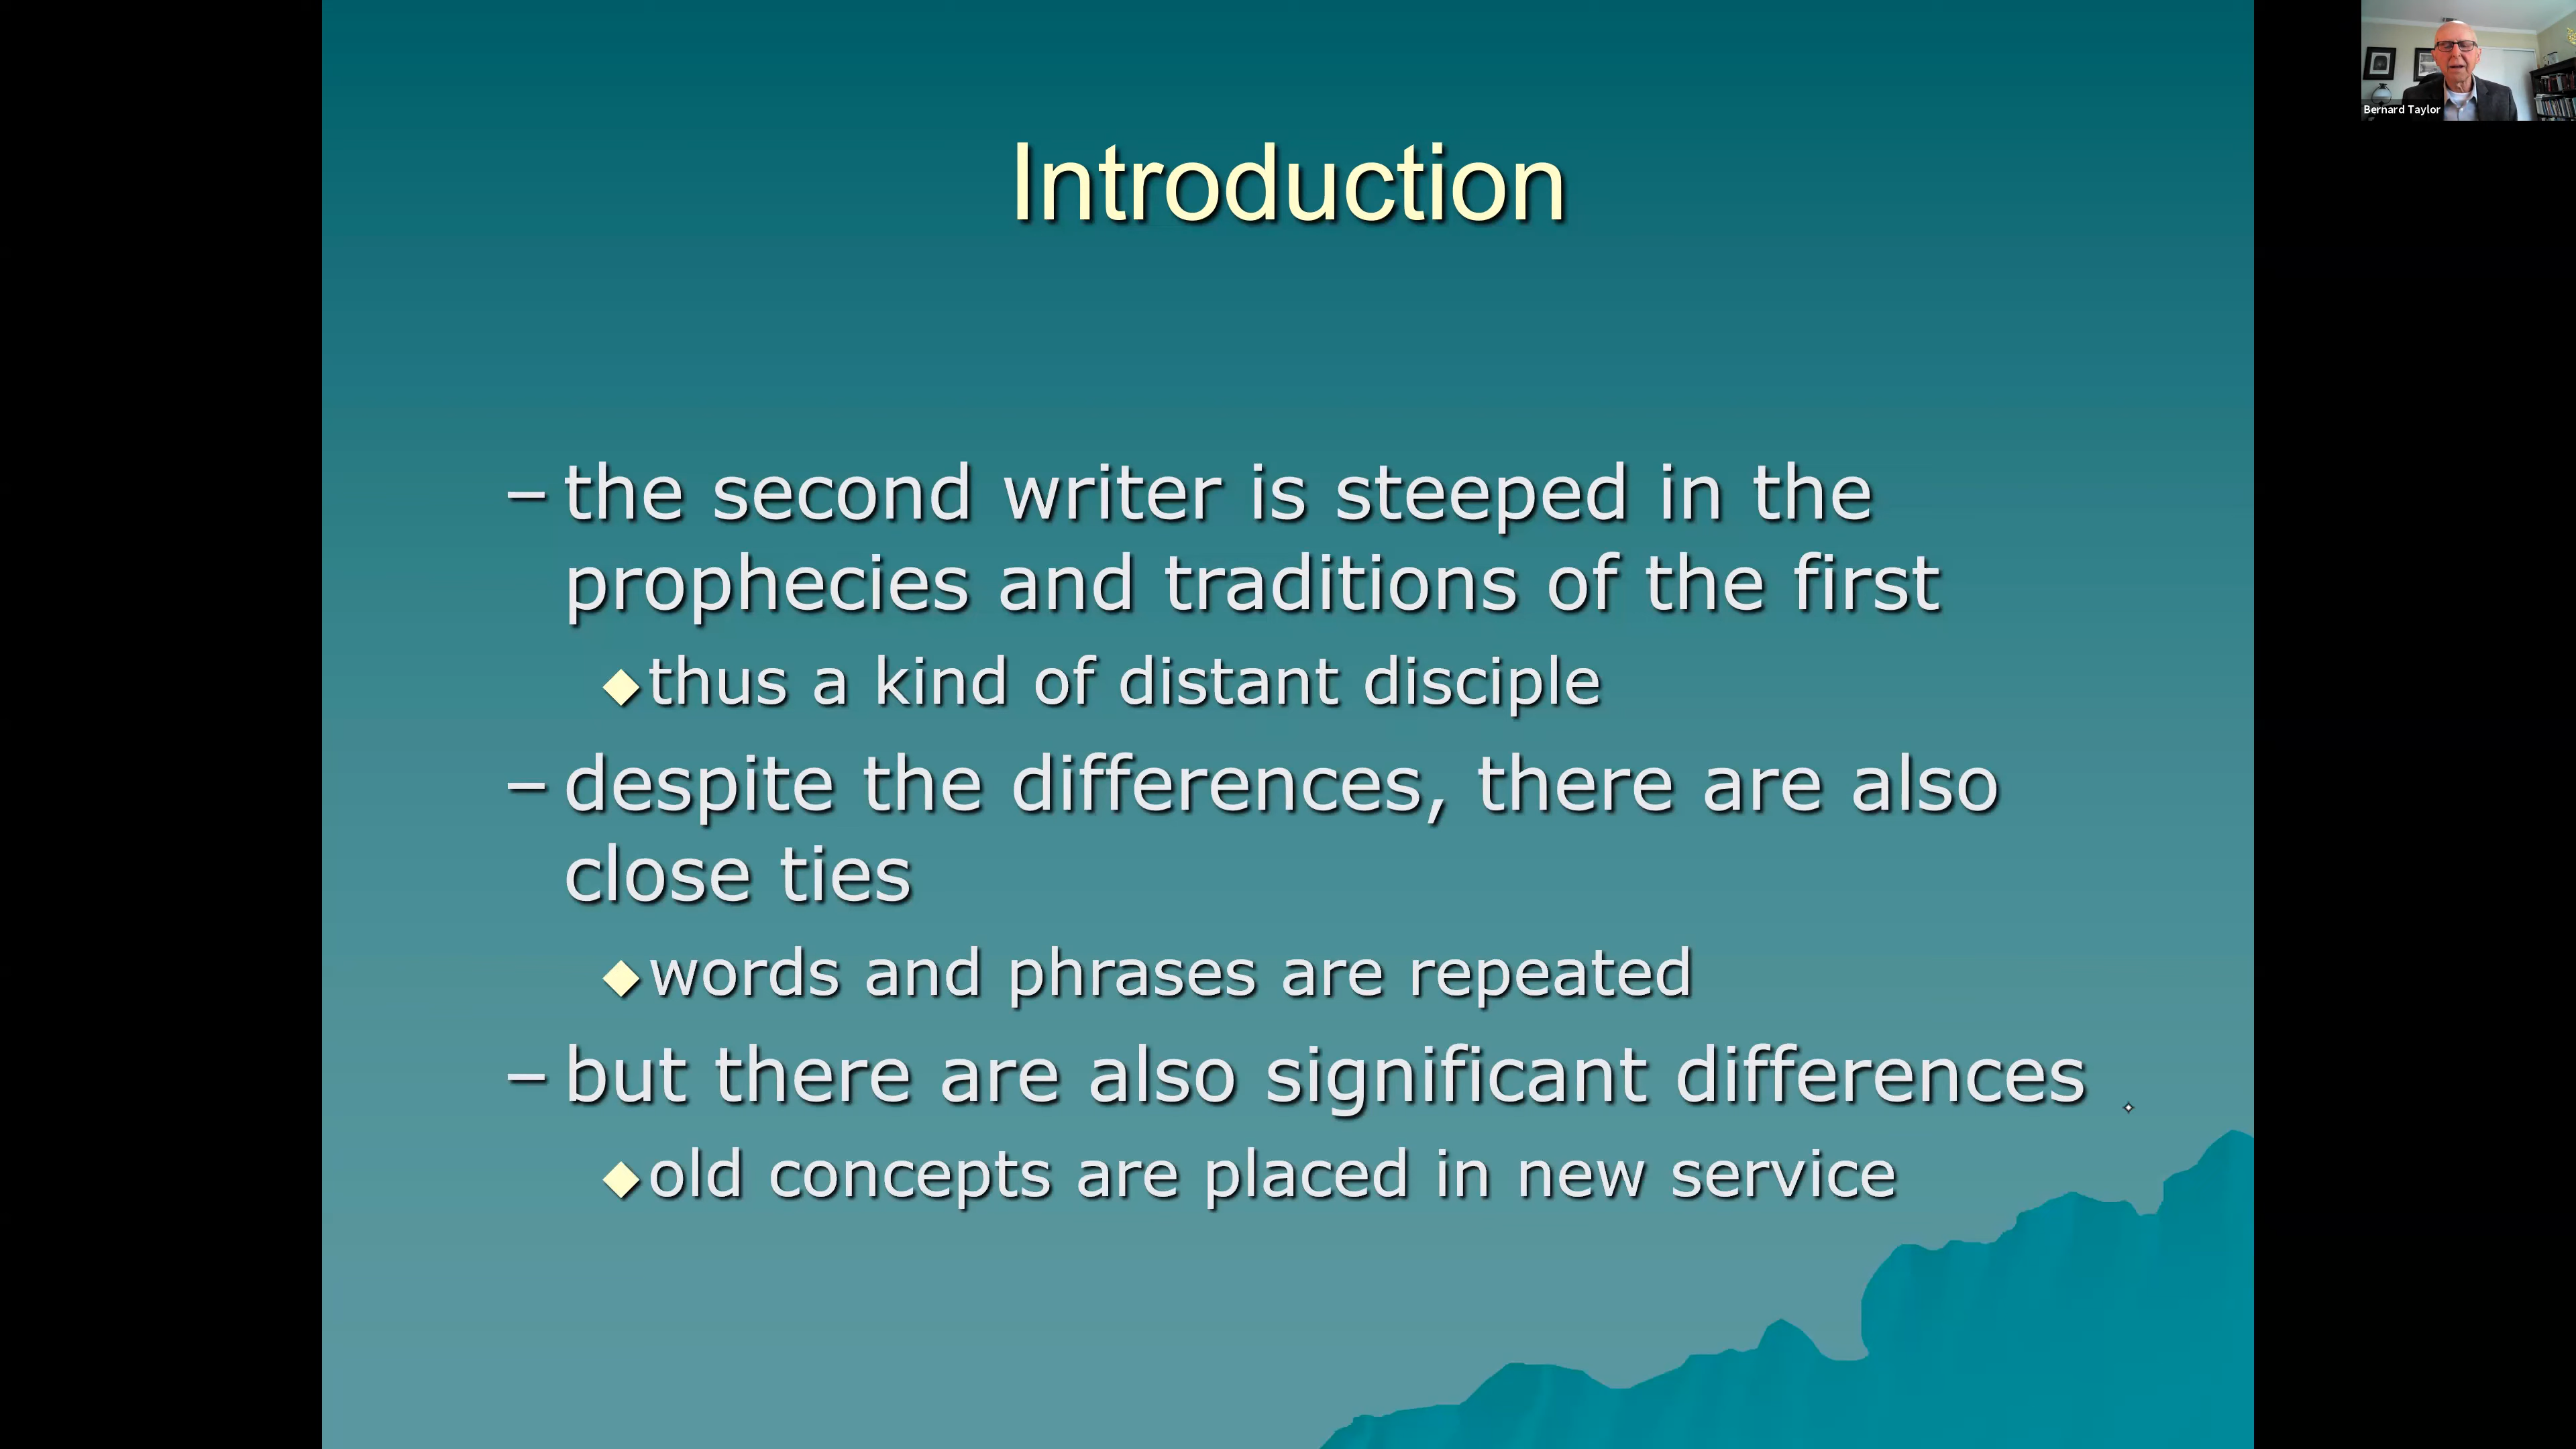 Introduction
– the second writer is steeped in the
prophecies and traditions of the first
◆ thus a kind of distant disciple
– despite the differences, there are also
close ties
◆ words and phrases are repeated
– but there are also significant differences
◆ old concepts are placed in new service
Bernard Taylor